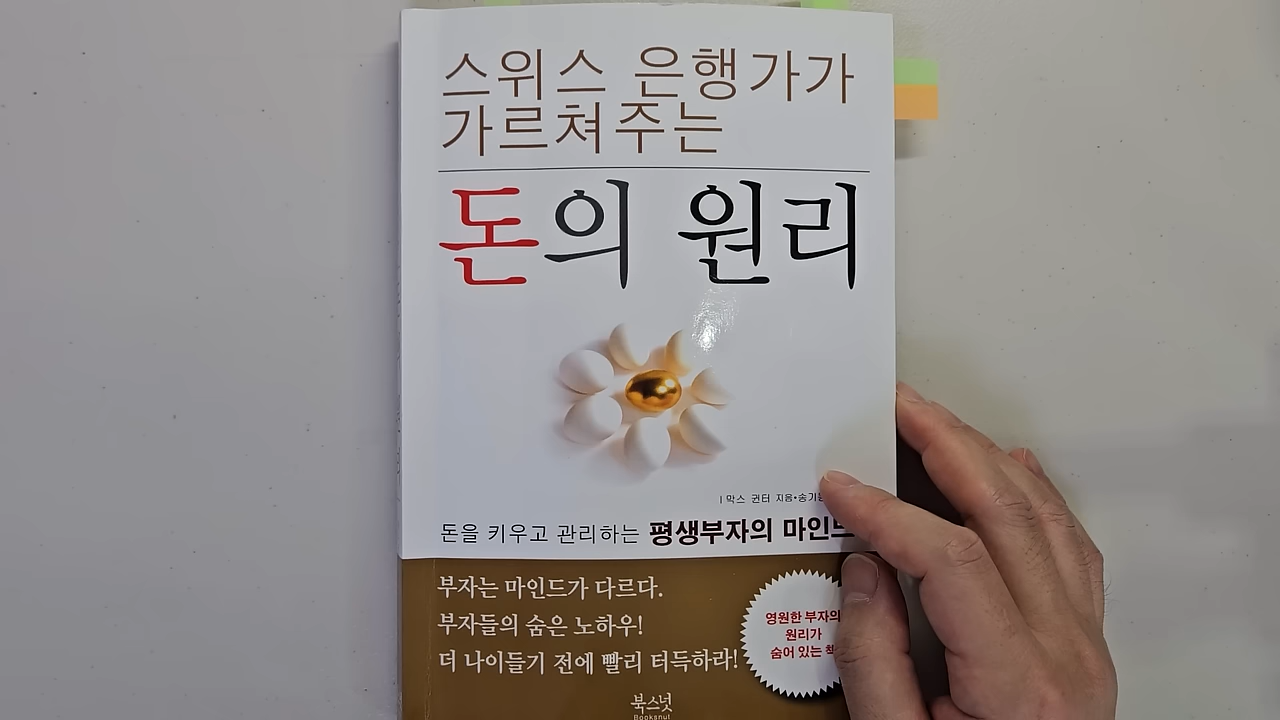 스위스 은행가가
가르쳐주는
돈의 원리
막스 귄터 지음•송기
돈을 키우고 관리하는 평생부자의 마인드
부자는 마인드가 다르다.
부자들의 숨은 노하우!
더 나이들기 전에 빨리 터득하라!
영원한 부자의
원리가
숨어 있는 책
북스넛
Booksnut